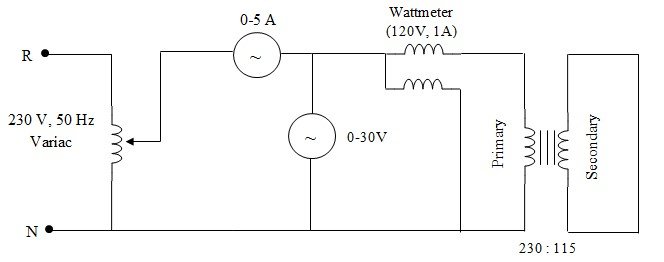 0-5 A
Wattmeter
(120V, 1A)
R
230 V, 50 Hz
Variac
~
~
0-30V
Primary
Secondary
N
230 : 115